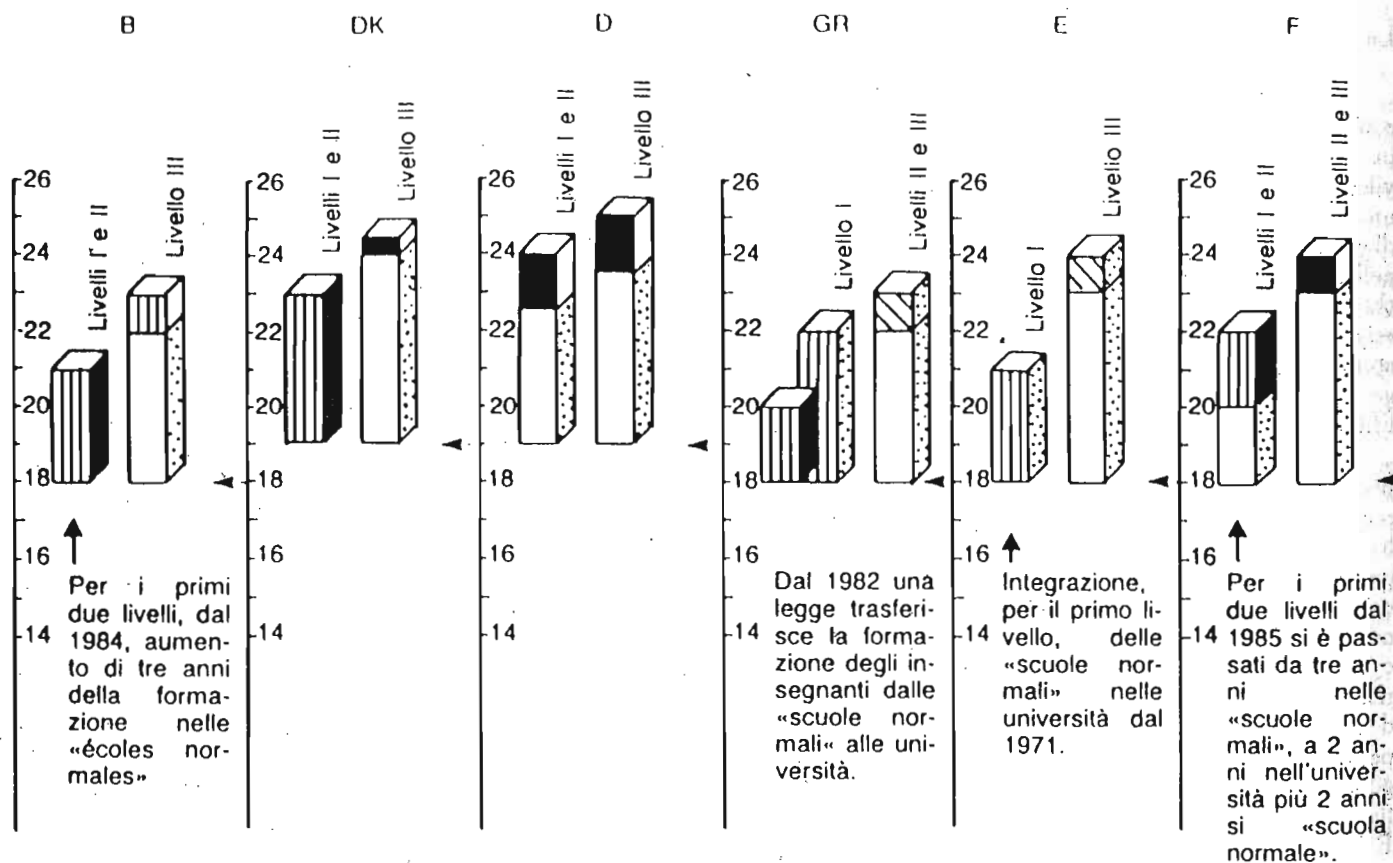 B
DK
D
GR
E
F
Livelli I e II
Livello III
Livelli I e II
Livello III
Livelli I e II
Livello III
Livello I
Livelli II e III
Livello I
Livello III
Livelli I e II
Livelli II e III
26
24
22
20
18
16
14
26
24
22
20
18
16
14
26
24
22
20
18
16
14
26
24
22
20
18
16
14
26
24
22
20
18
16
14
26
24
22
20
18
16
14
Per i primi
due livelli, dal
1984, aumen-
to di tre anni
della forma-
zione nelle
«écoles nor-
males»
Dal 1982 una
legge trasferi-
sce la forma-
zione degli in-
segnanti dalle
«scuole nor-
mali« alle uni-
versità.
Integrazione,
per il primo li-
vello, delle
«scuole nor-
mali» nelle
università dal
1971.
Per i primi
due livelli dal
1985 si è pas-
sati da tre an-
ni nelle
«scuole nor-
mali», a 2 an-
ni nell'univer-
sità più 2 anni
si «scuola
normale».